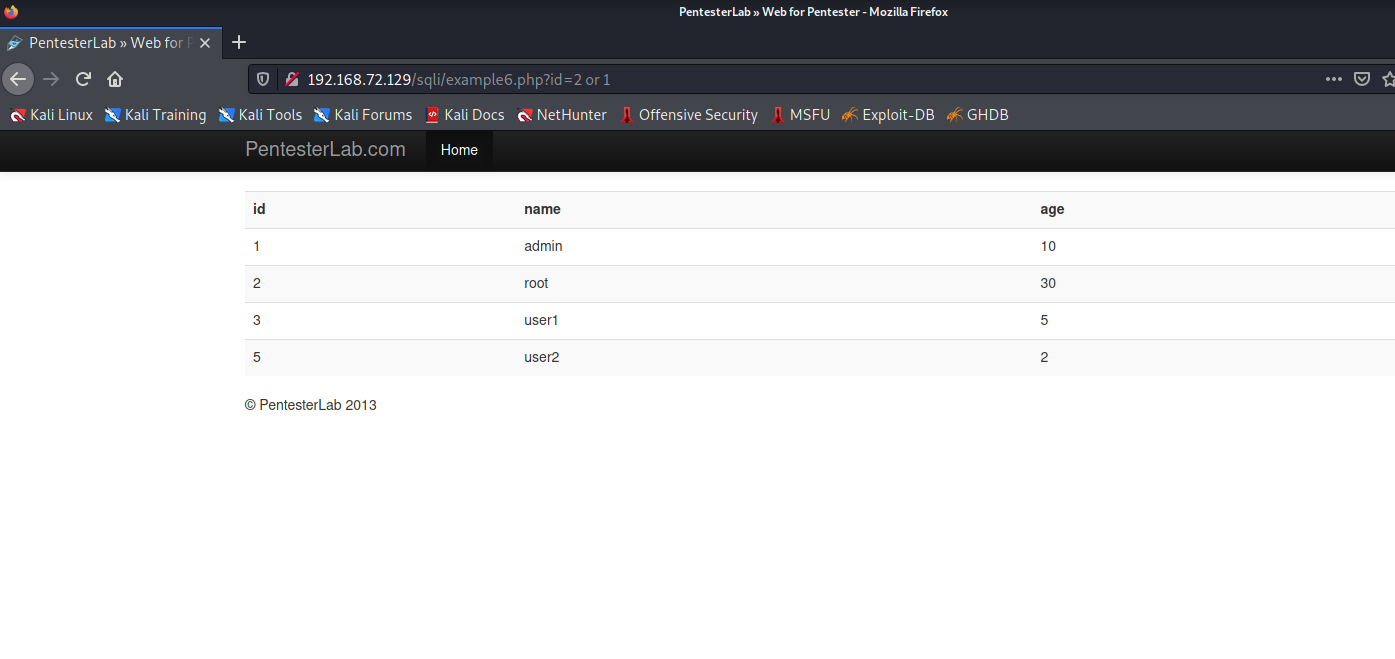 PentesterLab » Web for Pentester - Mozilla Firefox
PentesterLab » Web for P
192.168.72.129/sqli/example6.php?id=2 or 1
Kali Linux Kali Training Kali Tools Kali Forums Kali Docs NetHunter Offensive Security MSFU Exploit-DB GHDB
PentesterLab.com Home
id name age
1 admin 10
2 root 30
3 user1 5
5 user2 2
© PentesterLab 2013